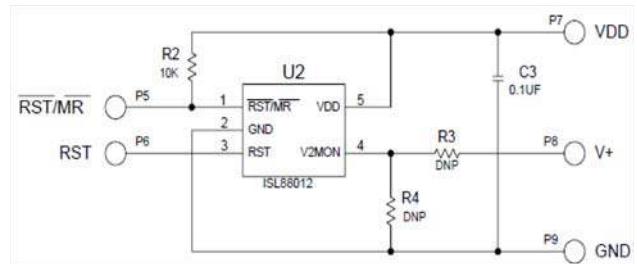 P7 VDD
R2
10K
U2
C3
0.1UF
RST/MR P5 1 RST/MR VDD 5
2 GND
R3
RST P6 3 RST V2MON 4 P8 V+
DNP
ISL88012
R4
DNP
P9 GND